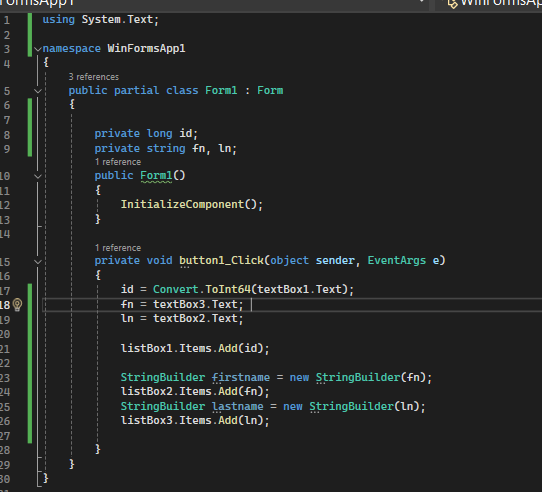 FormsApp1
WinFormsAp
1 using System.Text;
2
3 namespace WinFormsApp1
4 {
3 references
5 public partial class Form1 : Form
6 {
7
8 private long id;
9 private string fn, ln;
1 reference
10 public Form1()
11 {
12 InitializeComponent();
13 }
14
1 reference
15 private void button1_Click(object sender, EventArgs e)
16 {
17 id = Convert.ToInt64(textBox1.Text);
18 fn = textBox3.Text;
19 ln = textBox2.Text;
20
21 listBox1.Items.Add(id);
22
23 StringBuilder firstname = new StringBuilder(fn);
24 listBox2.Items.Add(fn);
25 StringBuilder lastname = new StringBuilder(ln);
26 listBox3.Items.Add(ln);
27
28 }
29 }
30 }